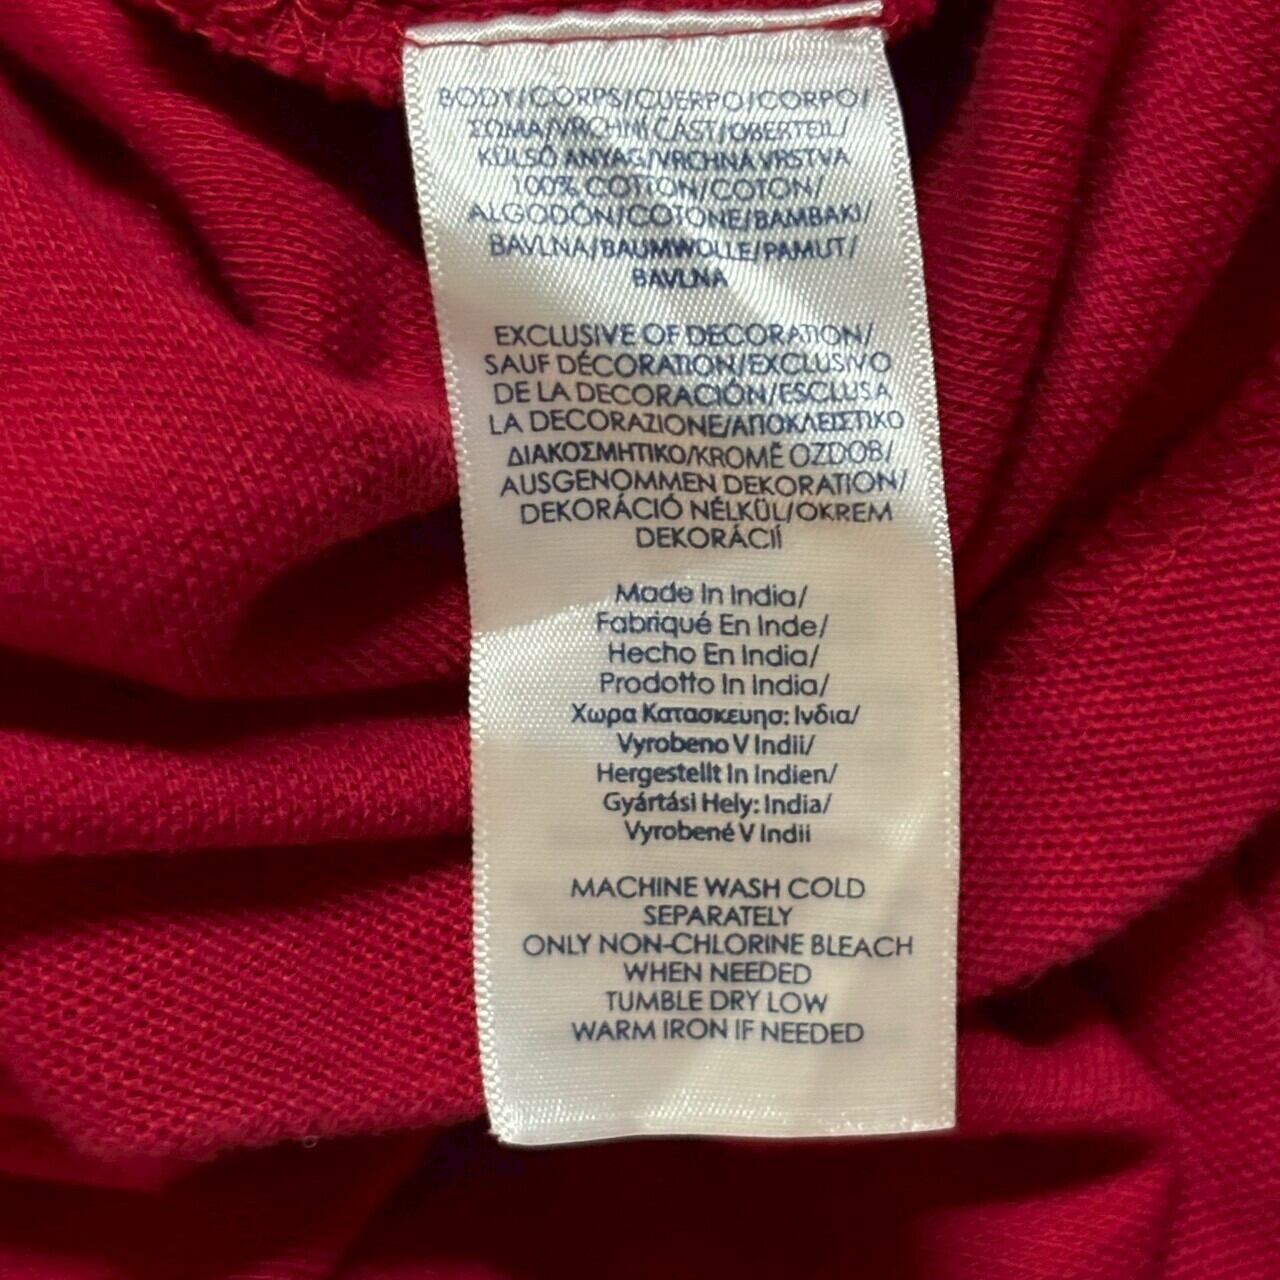 BODY/CORPS/CUERPO/CORPO/
ΣΩΜΑ/VRCHNÍ ČÁST/OBERTEIL/
KÜLSŐ ANYAG/VRCHNÁ VRSTVA
100% COTTON/COTON/
ALGODÓN/COTONE/BAMBAKI/
BAVLNA/BAUMWOLLE/PAMUT/
BAVLNA
EXCLUSIVE OF DECORATION/
SAUF DÉCORATION/EXCLUSIVO
DE LA DECORACIÓN/ESCLUSA
LA DECORAZIONE/ΑΠΟΚΛΕΙΣΤΙΚΟ
ΔΙΑΚΟΣΜΗΤΙΚΟ/KROMĚ OZDOB/
AUSGENOMMEN DEKORATION/
DEKORÁCIÓ NÉLKÜL/OKREM
DEKORÁCIÍ
Made In India/
Fabriqué En Inde/
Hecho En India/
Prodotto In India/
Χωρα Κατασκευησ: Ινδια/
Vyrobeno V Indii/
Hergestellt In Indien/
Gyártási Hely: India/
Vyrobené V Indii
MACHINE WASH COLD
SEPARATELY
ONLY NON-CHLORINE BLEACH
WHEN NEEDED
TUMBLE DRY LOW
WARM IRON IF NEEDED